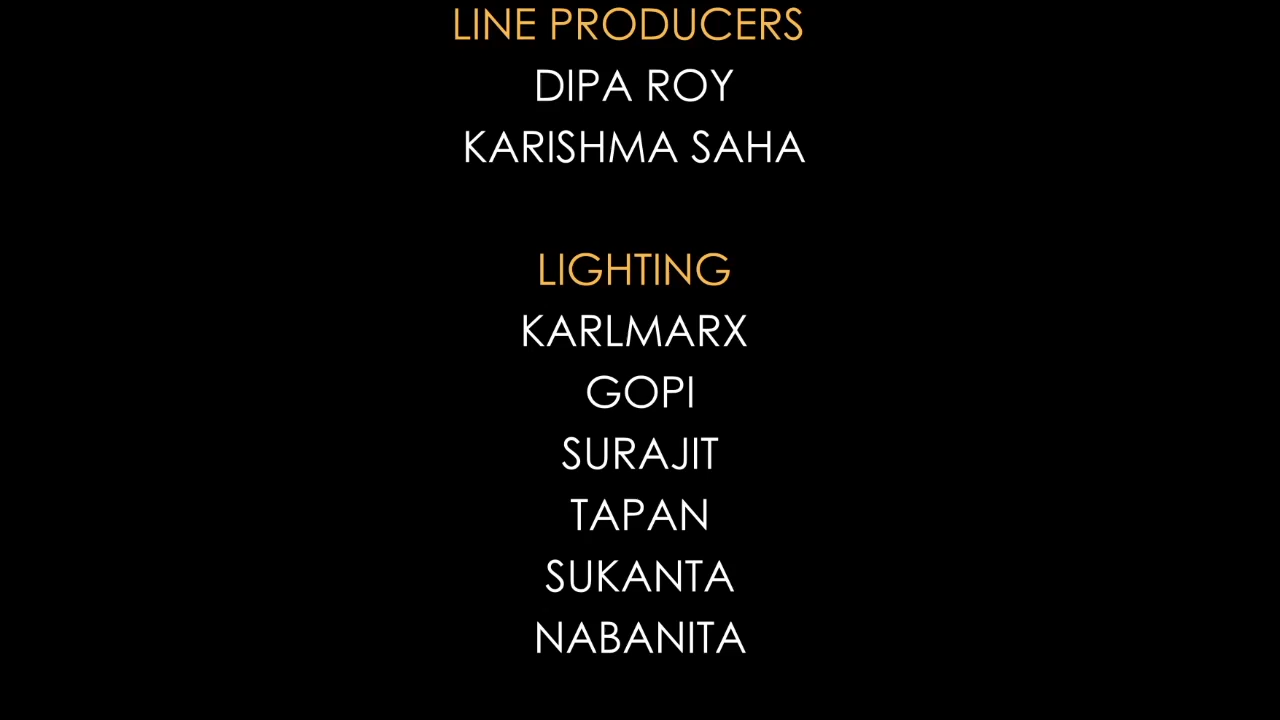 LINE PRODUCERS
DIPA ROY
KARISHMA SAHA
LIGHTING
KARLMARX
GOPI
SURAJIT
TAPAN
SUKANTA
NABANITA